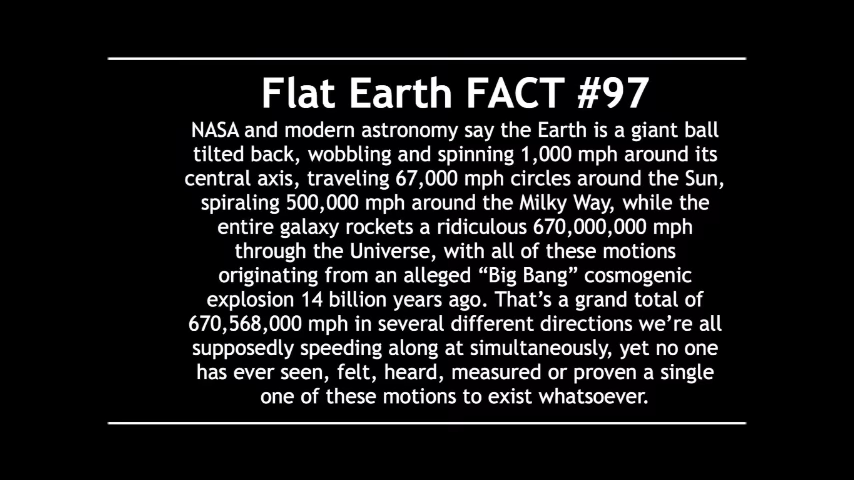 Flat Earth FACT #97
NASA and modern astronomy say the Earth is a giant ball
tilted back, wobbling and spinning 1,000 mph around its
central axis, traveling 67,000 mph circles around the Sun,
spiraling 500,000 mph around the Milky Way, while the
entire galaxy rockets a ridiculous 670,000,000 mph
through the Universe, with all of these motions
originating from an alleged “Big Bang” cosmogenic
explosion 14 billion years ago. That’s a grand total of
670,568,000 mph in several different directions we’re all
supposedly speeding along at simultaneously, yet no one
has ever seen, felt, heard, measured or proven a single
one of these motions to exist whatsoever.